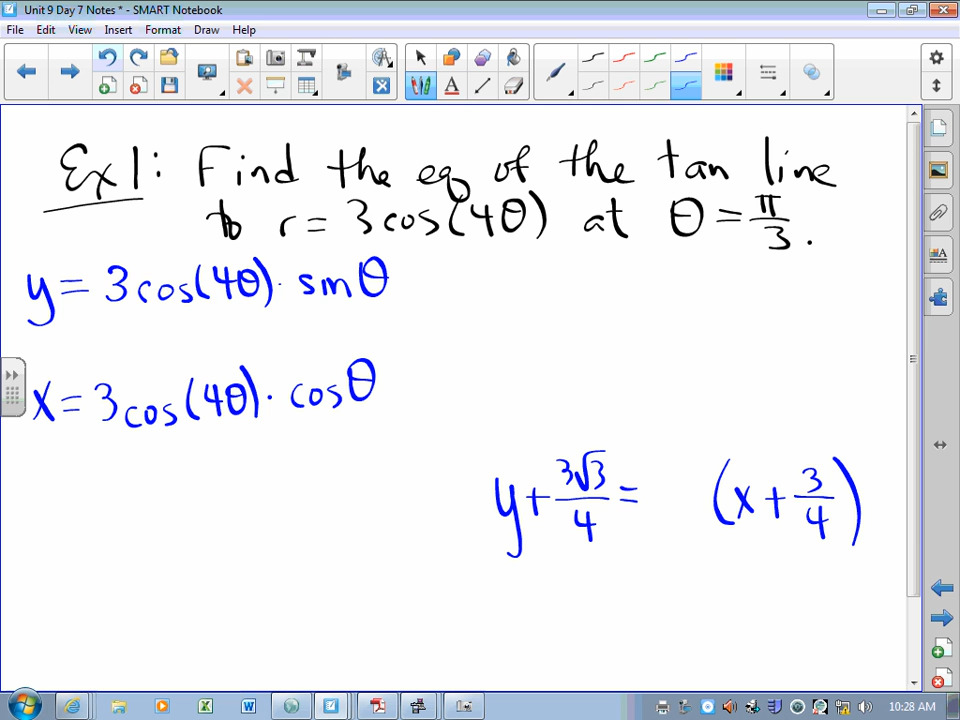 Unit 9 Day 7 Notes * - SMART Notebook
File Edit View Insert Format Draw Help
Ex 1: Find the eq of the tan line
to r = 3cos(4θ) at θ = π/3.
y = 3cos(4θ) · sinθ
x = 3cos(4θ) · cosθ
y + 3√3/4 = (x + 3/4)
10:28 AM